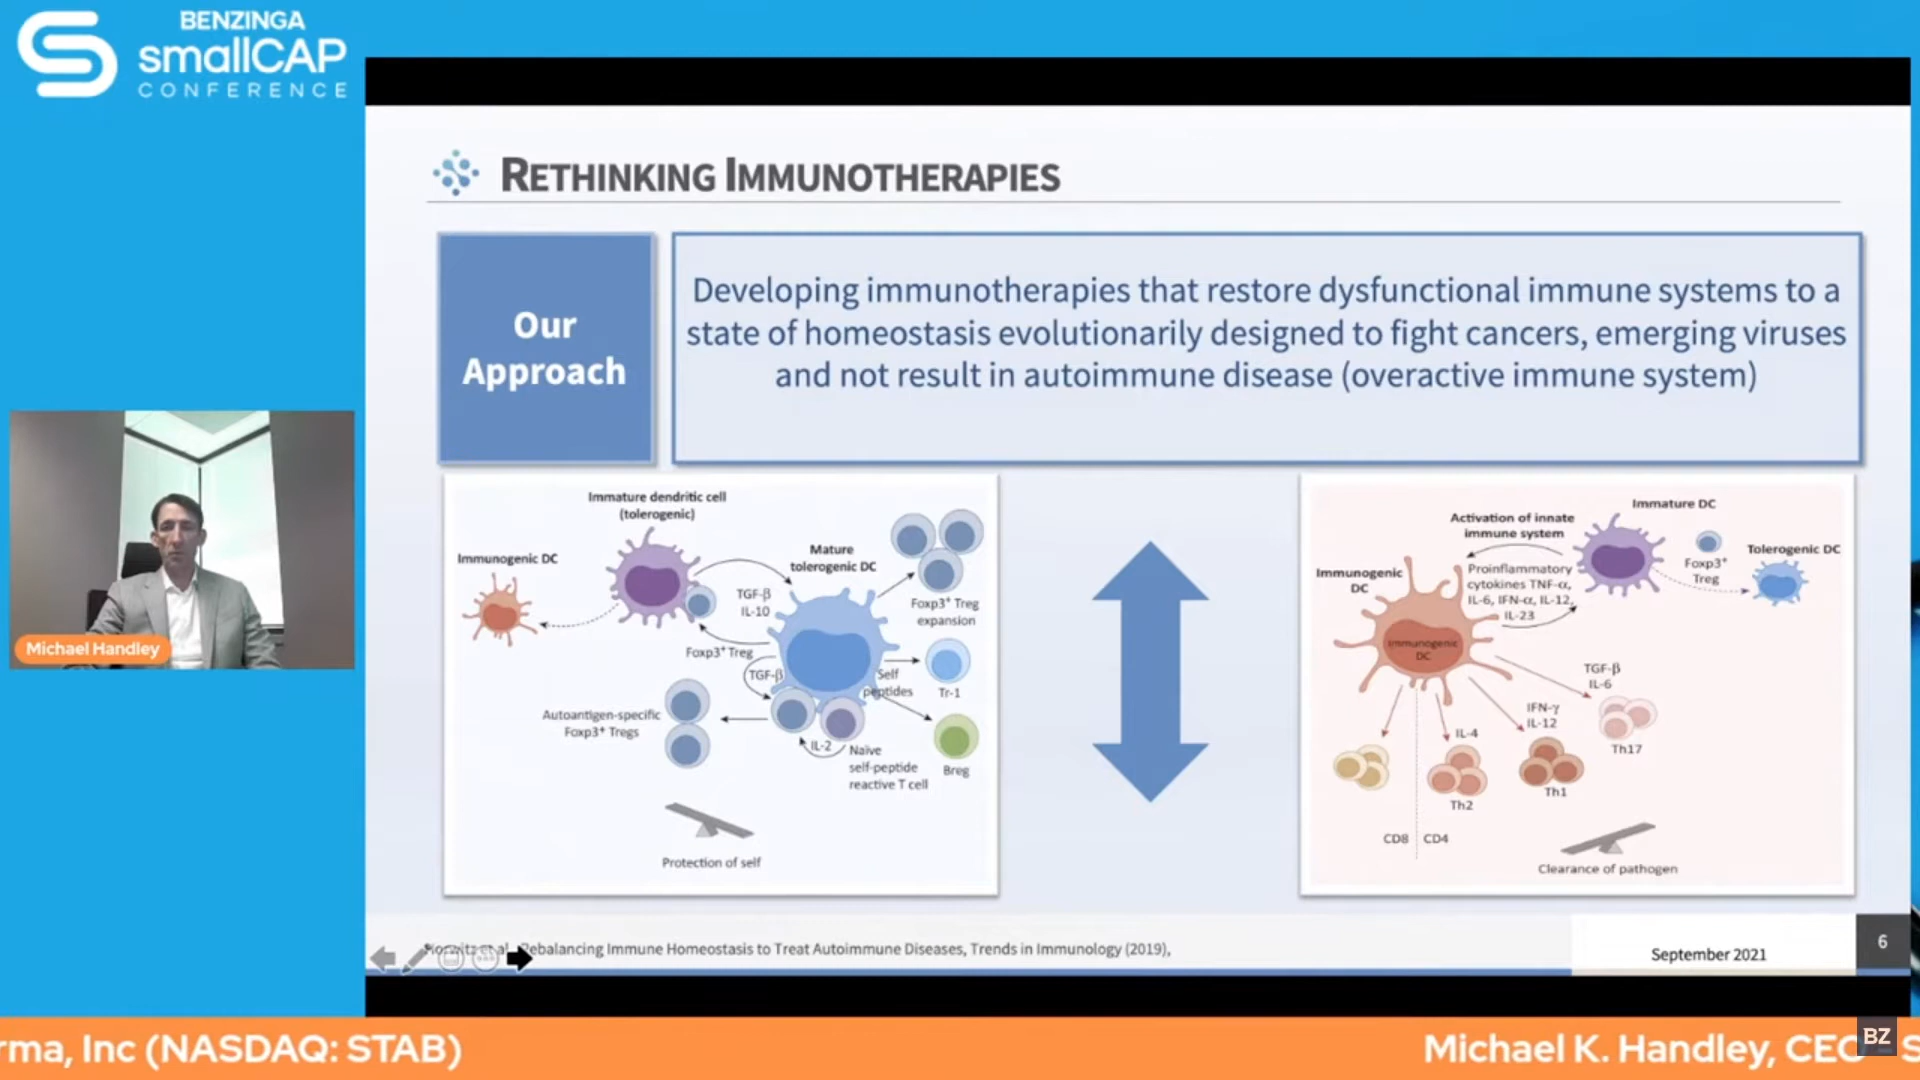 BENZINGA
smallCAP
CONFERENCE
RETHINKING IMMUNOTHERAPIES
Our
Approach
Developing immunotherapies that restore dysfunctional immune systems to a
state of homeostasis evolutionarily designed to fight cancers, emerging viruses
and not result in autoimmune disease (overactive immune system)
Immature dendritic cell
(tolerogenic)
Immunogenic DC
Mature
tolerogenic DC
TGF-β
IL-10
Foxp3⁺ Treg
expansion
Foxp3⁺ Treg
TGF-β
Self
peptides
Tr-1
Autoantigen-specific
Foxp3⁺ Tregs
IL-2
Naïve
self-peptide
reactive T cell
Breg
Protection of self
Immature DC
Activation of innate
immune system
Foxp3⁺
Treg
Tolerogenic DC
Immunogenic
DC
Proinflammatory
cytokines TNF-α,
IL-6, IFN-α, IL-12,
IL-23
Immunogenic
DC
TGF-β
IL-6
IFN-γ
IL-12
IL-4
Th17
Th1
Th2
CD8
CD4
Clearance of pathogen
Michael Handley
Rebalancing Immune Homeostasis to Treat Autoimmune Diseases, Trends in Immunology (2019),
September 2021
6
rma, Inc (NASDAQ: STAB)
Michael K. Handley, CEO - S
BZ